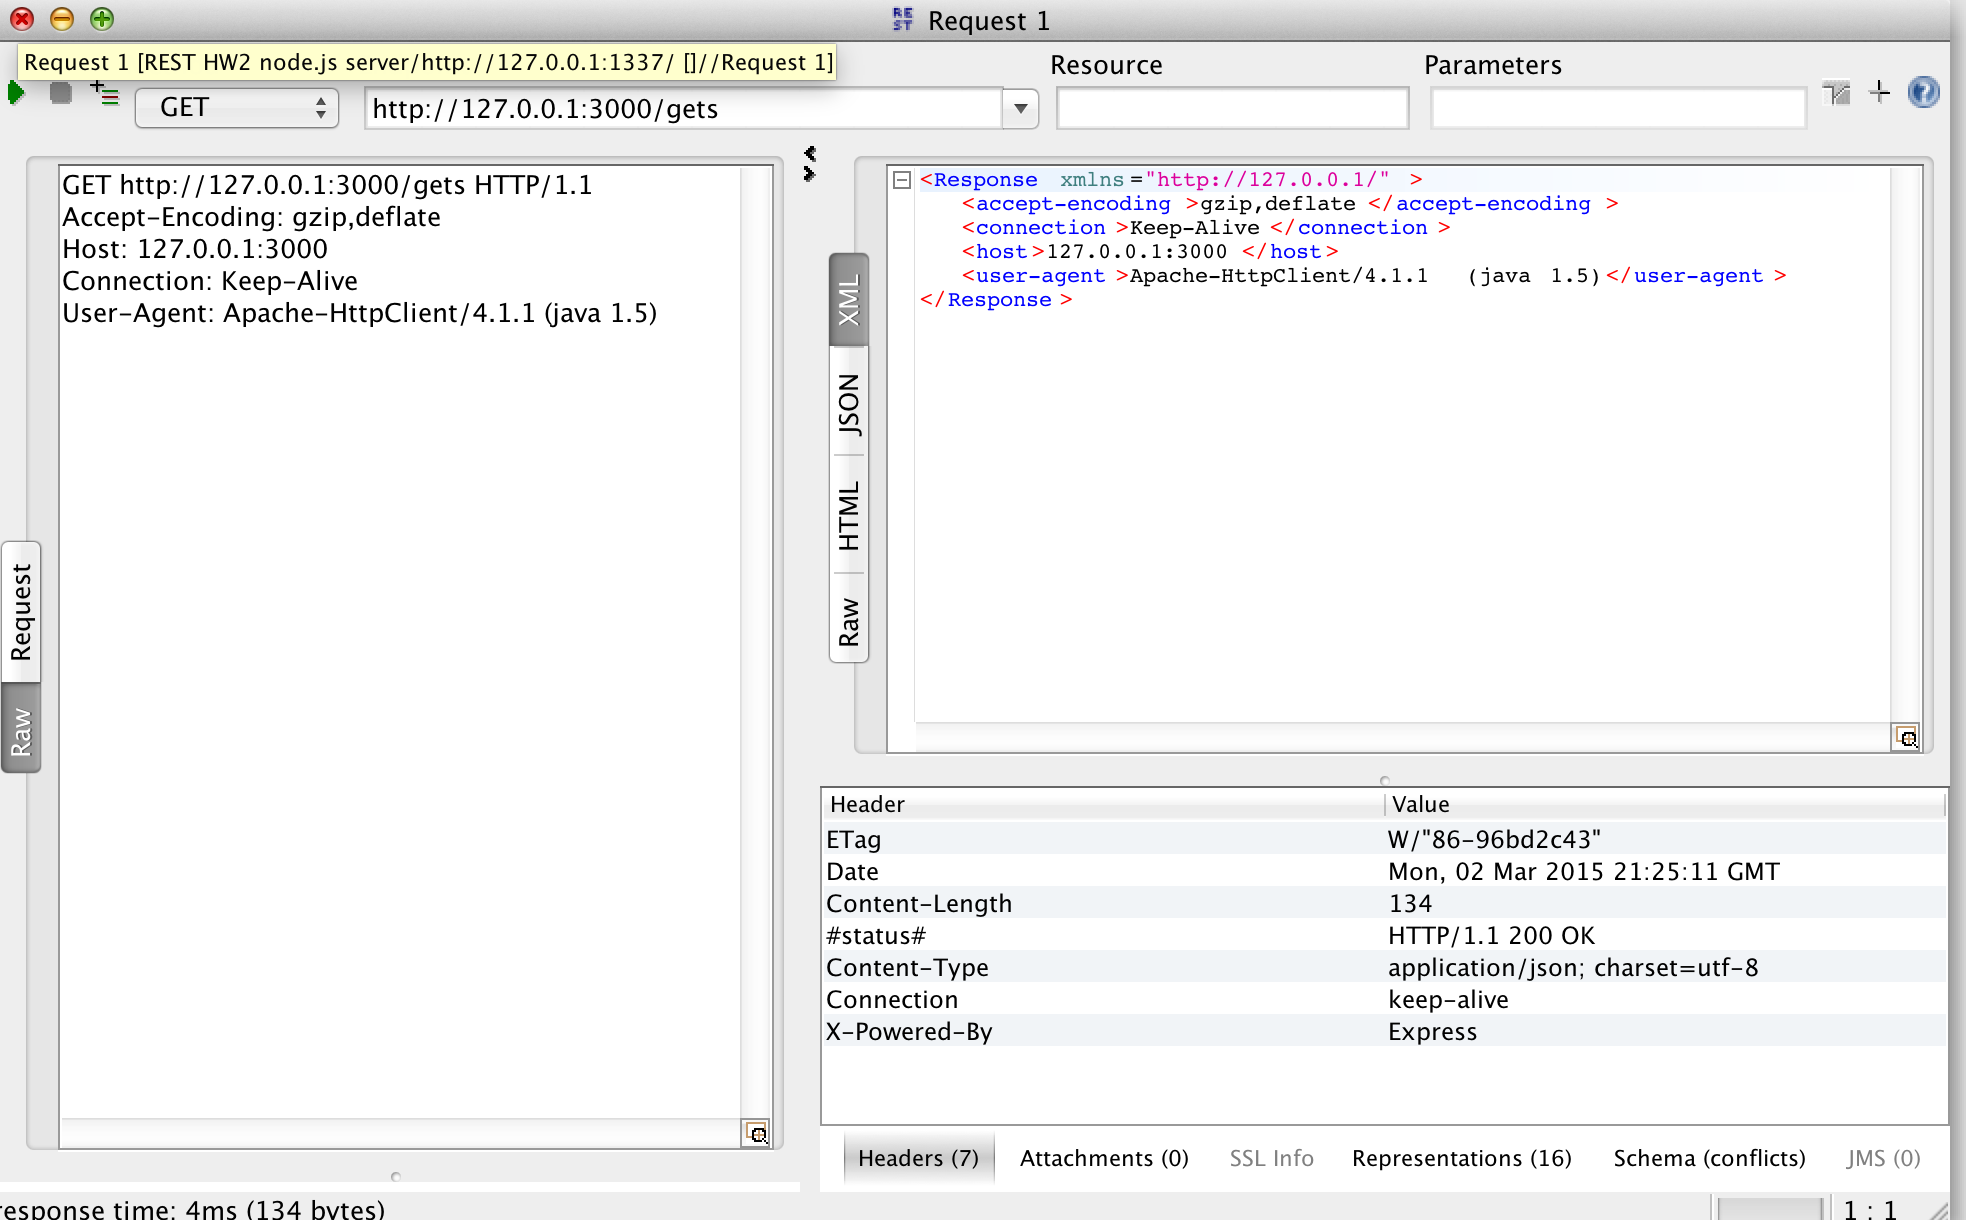 REST
Request 1
Request 1 [REST HW2 node.js server/http://127.0.0.1:1337/ []//Request 1]
Resource
Parameters
GET
http://127.0.0.1:3000/gets
GET http://127.0.0.1:3000/gets HTTP/1.1
Accept-Encoding: gzip,deflate
Host: 127.0.0.1:3000
Connection: Keep-Alive
User-Agent: Apache-HttpClient/4.1.1 (java 1.5)
Request
Raw
XML
JSON
HTML
Raw
<Response xmlns="http://127.0.0.1/" >
<accept-encoding >gzip,deflate </accept-encoding >
<connection >Keep-Alive </connection >
<host>127.0.0.1:3000 </host>
<user-agent >Apache-HttpClient/4.1.1 (java 1.5)</user-agent >
</Response >
Header Value
ETag W/"86-96bd2c43"
Date Mon, 02 Mar 2015 21:25:11 GMT
Content-Length 134
#status# HTTP/1.1 200 OK
Content-Type application/json; charset=utf-8
Connection keep-alive
X-Powered-By Express
Headers (7) Attachments (0) SSL Info Representations (16) Schema (conflicts) JMS (0)
response time: 4ms (134 bytes)
1 : 1